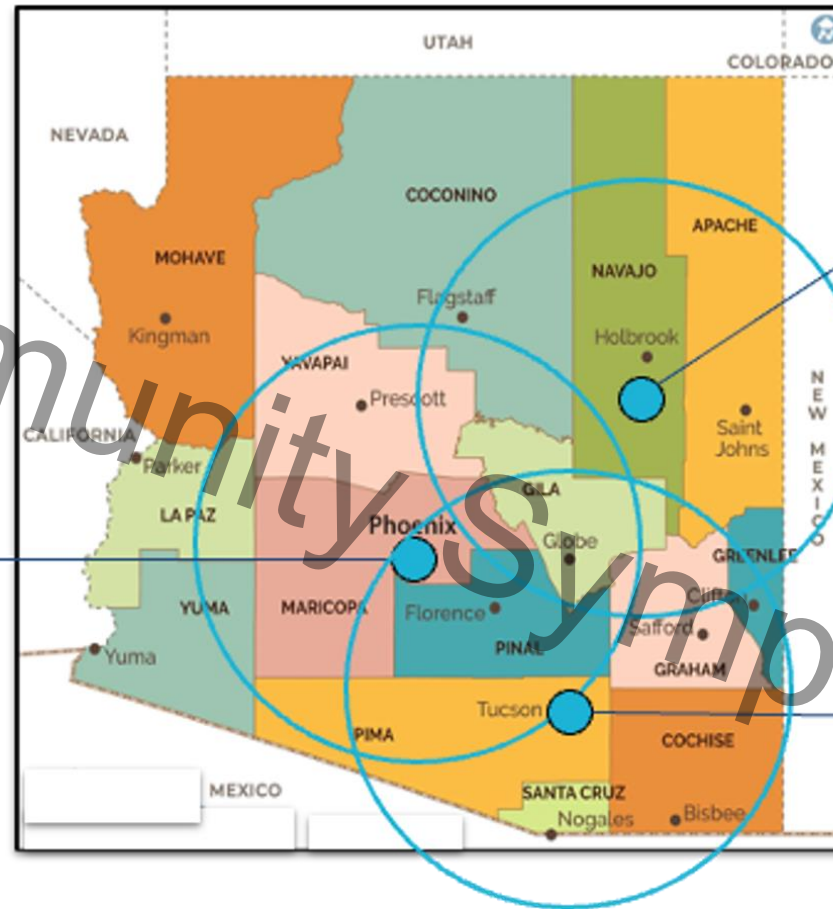 UTAH
COLORADO
NEVADA
COCONINO
APACHE
MOHAVE
NAVAJO
Flagstaff
Kingman
Holbrook
YAVAPAI
Prescott
NEW MEXICO
Saint
Johns
CALIFORNIA
Parker
GILA
LA PAZ
Phoenix
Globe
GREENLEE
YUMA
MARICOPA
Florence
Clifton
Safford
PINAL
Yuma
GRAHAM
Tucson
PIMA
COCHISE
MEXICO
SANTA CRUZ
Nogales
Bisbee
munity Symp